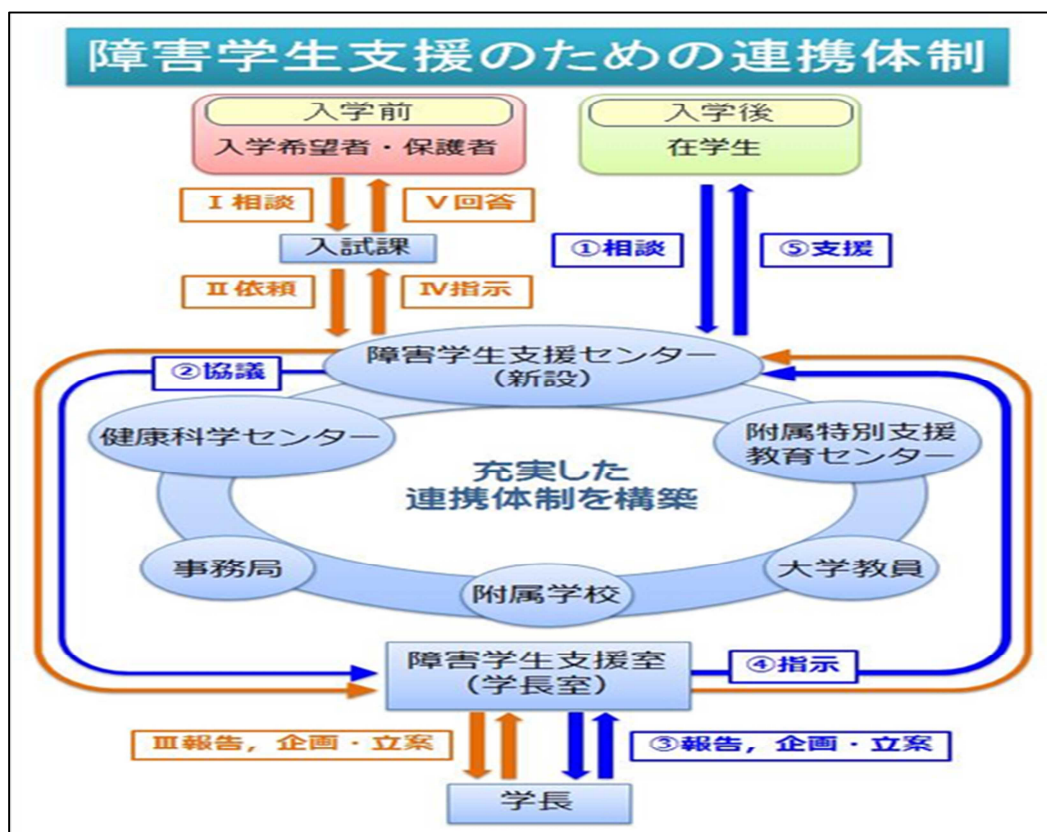 障害学生支援のための連携体制
入学前
入学希望者・保護者
入学後
在学生
Ⅰ相談
Ⅴ回答
入試課
①相談
⑤支援
Ⅱ依頼
Ⅳ指示
障害学生支援センター
（新設）
②協議
健康科学センター
附属特別支援
教育センター
充実した
連携体制を構築
事務局
附属学校
大学教員
障害学生支援室
（学長室）
④指示
Ⅲ報告，企画・立案
③報告，企画・立案
学長